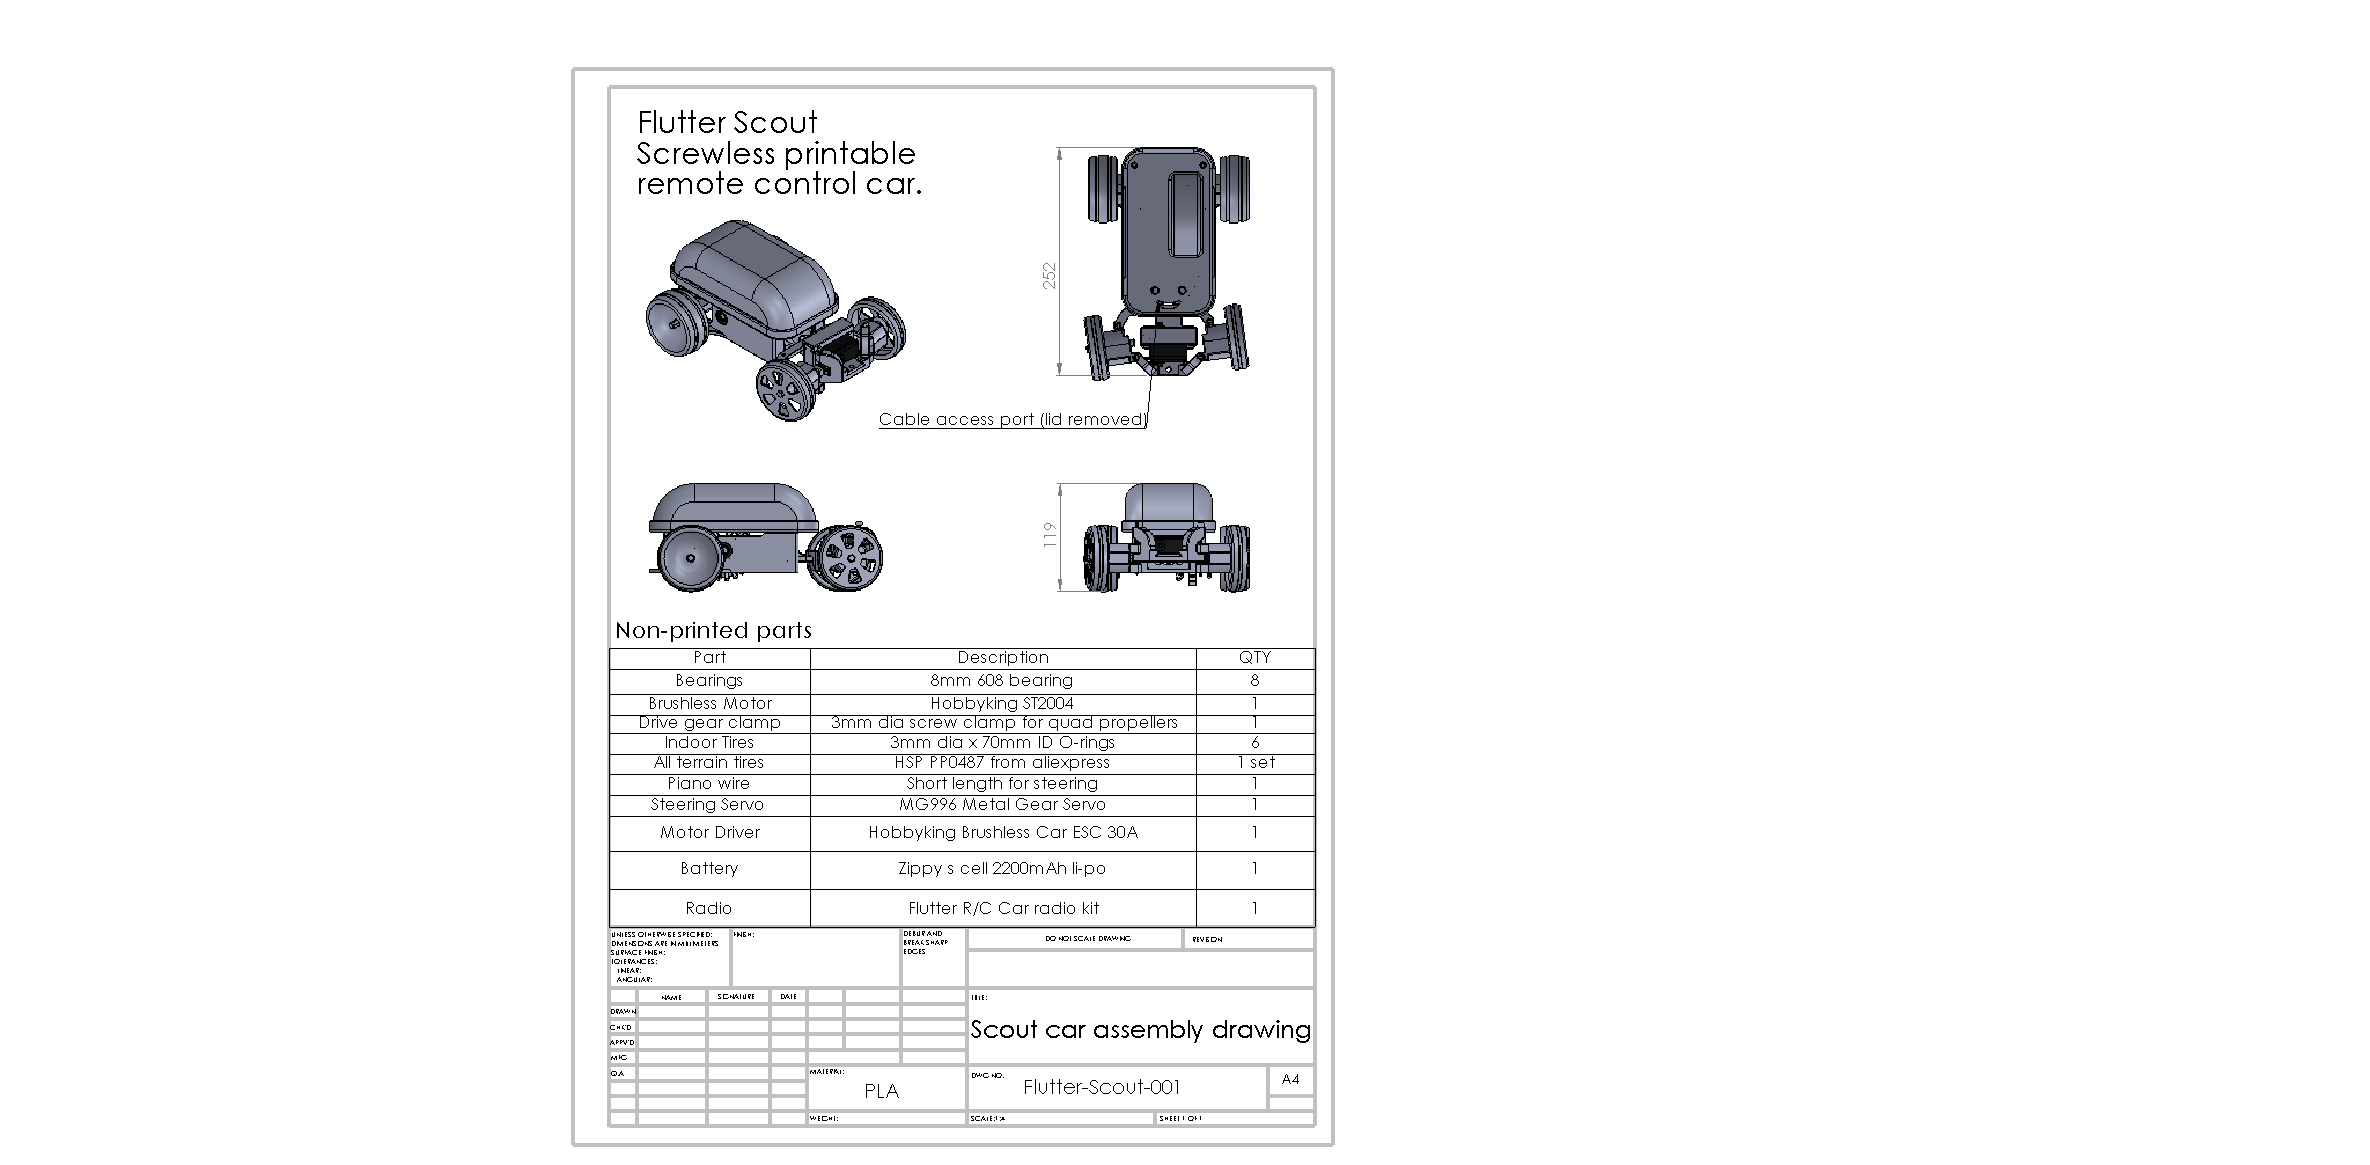 Flutter Scout
Screwless printable
remote control car.
252
Cable access port (lid removed)
119
Non-printed parts
Part Description QTY
Bearings 8mm 608 bearing 8
Brushless Motor Hobbyking ST2004 1
Drive gear clamp 3mm dia screw clamp for quad propellers 1
Indoor Tires 3mm dia x 70mm ID O-rings 6
All terrain tires HSP PP0487 from aliexpress 1 set
Piano wire Short length for steering 1
Steering Servo MG996 Metal Gear Servo 1
Motor Driver Hobbyking Brushless Car ESC 30A 1
Battery Zippy s cell 2200mAh li-po 1
Radio Flutter R/C Car radio kit 1
UNLESS OTHERWISE SPECIFIED:
DIMENSIONS ARE IN MILLIMETERS
SURFACE FINISH:
TOLERANCES:
LINEAR:
ANGULAR:
FINISH:
DEBUR AND
BREAK SHARP
EDGES
DO NOT SCALE DRAWING
REVISION
NAME SIGNATURE DATE
DRAWN
CHK'D
APPV'D
MFG
Q.A
TITLE:
Scout car assembly drawing
MATERIAL:
PLA
DWG NO.
Flutter-Scout-001
A4
WEIGHT:
SCALE:1:4
SHEET 1 OF 1